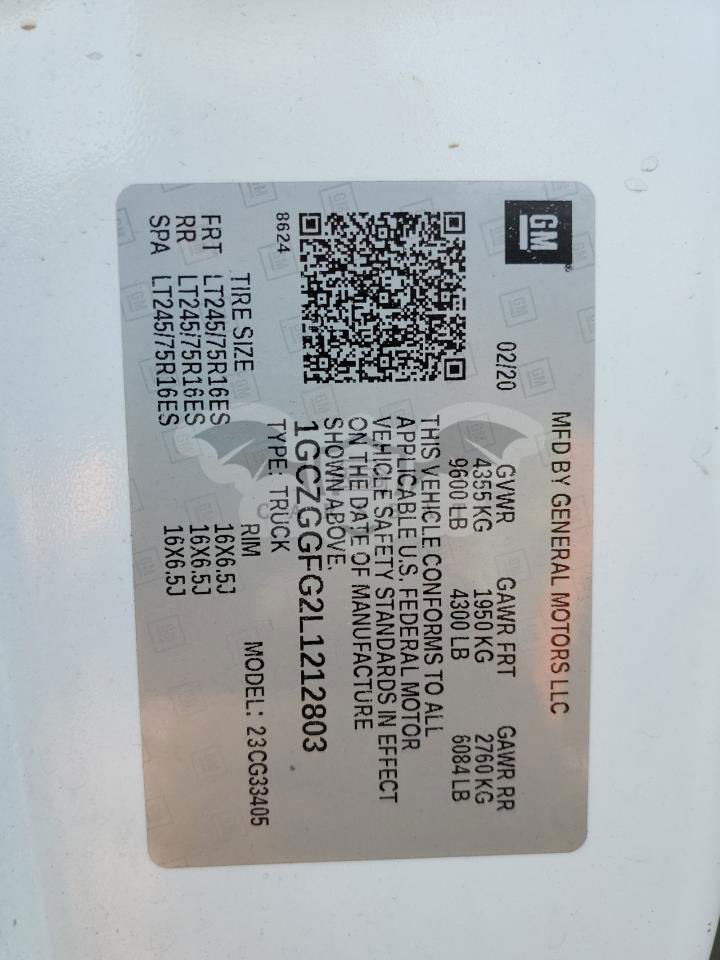 GM
MFD BY GENERAL MOTORS LLC
02/20 GVWR GAWR FRT GAWR RR
4355 KG 1950 KG 2760 KG
9600 LB 4300 LB 6084 LB
THIS VEHICLE CONFORMS TO ALL
APPLICABLE U.S. FEDERAL MOTOR
VEHICLE SAFETY STANDARDS IN EFFECT
ON THE DATE OF MANUFACTURE
SHOWN ABOVE.
1GCZGGFG2L1212803
8624 TYPE: TRUCK MODEL: 23CG33405
TIRE SIZE RIM
FRT LT245/75R16ES 16X6.5J
RR LT245/75R16ES 16X6.5J
SPA LT245/75R16ES 16X6.5J